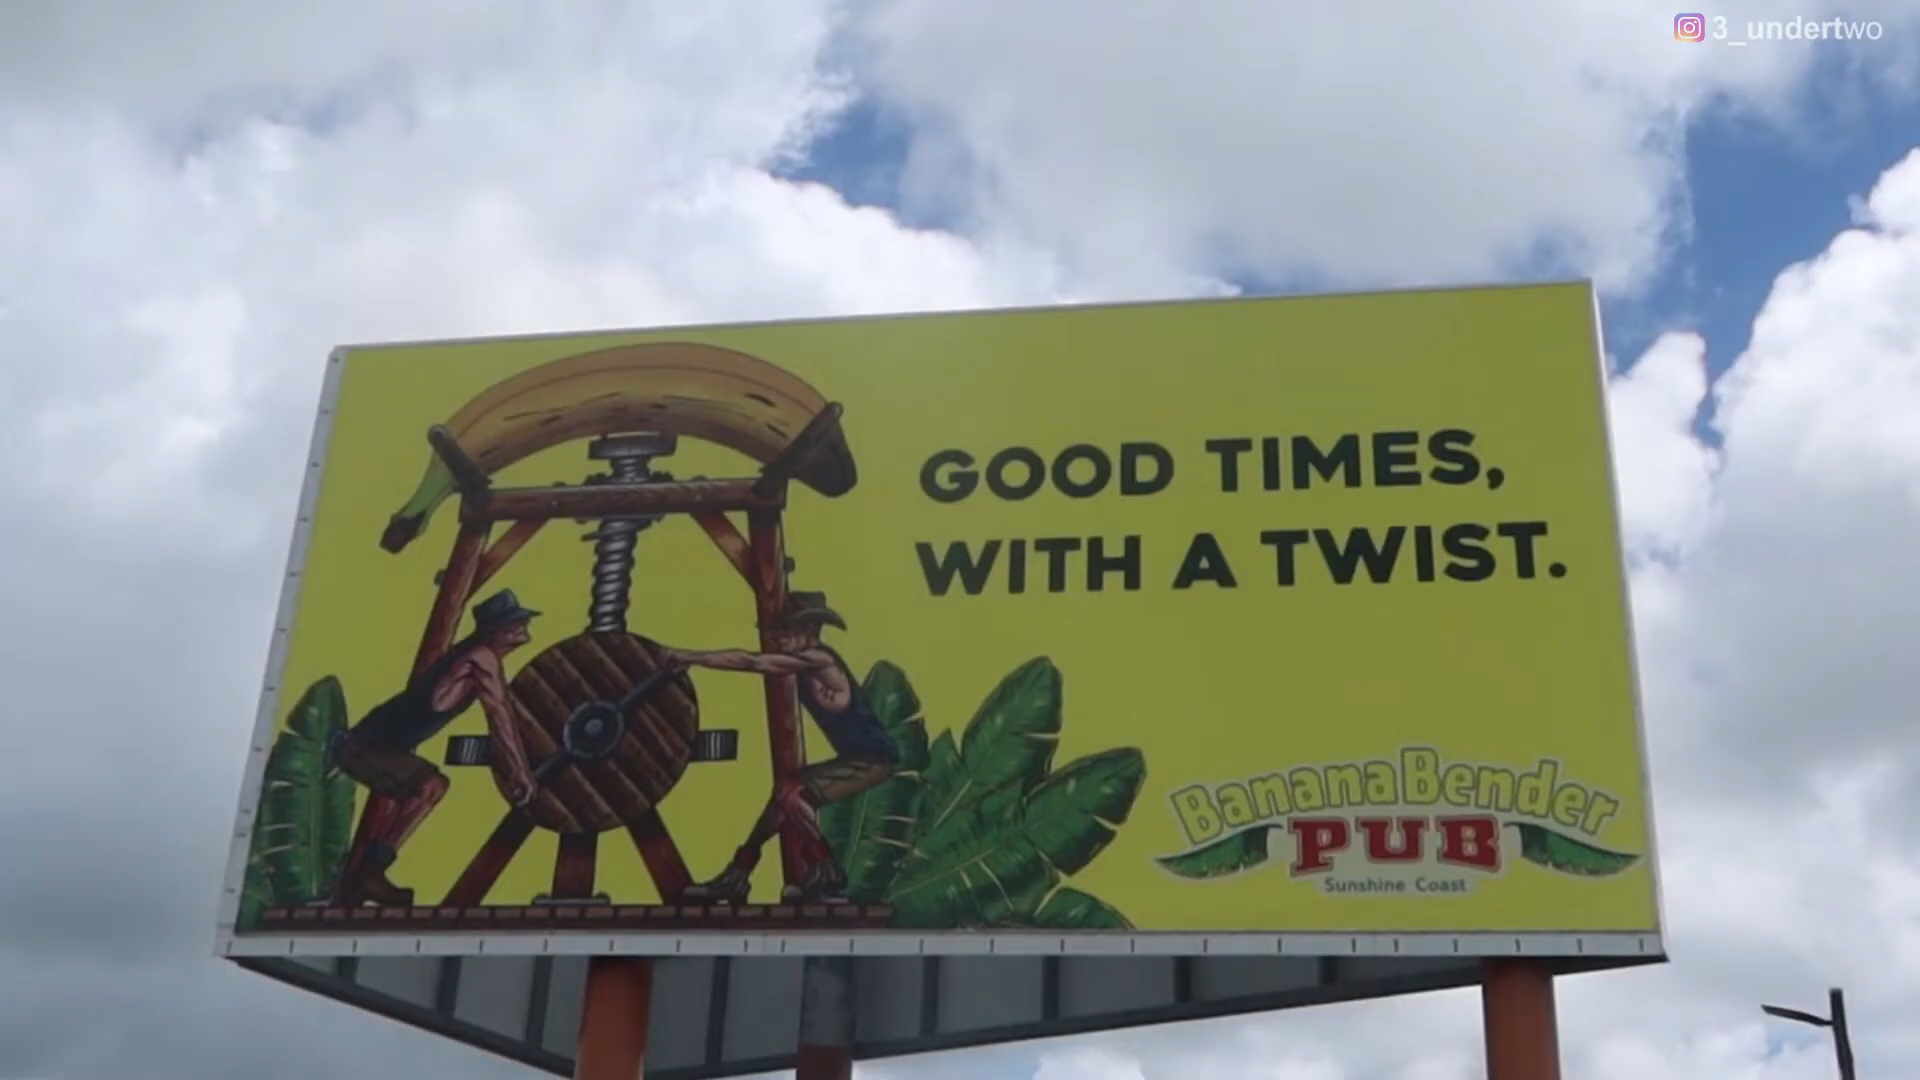 3_undertwo
GOOD TIMES,
WITH A TWIST.
BananaBender
PUB
Sunshine Coast